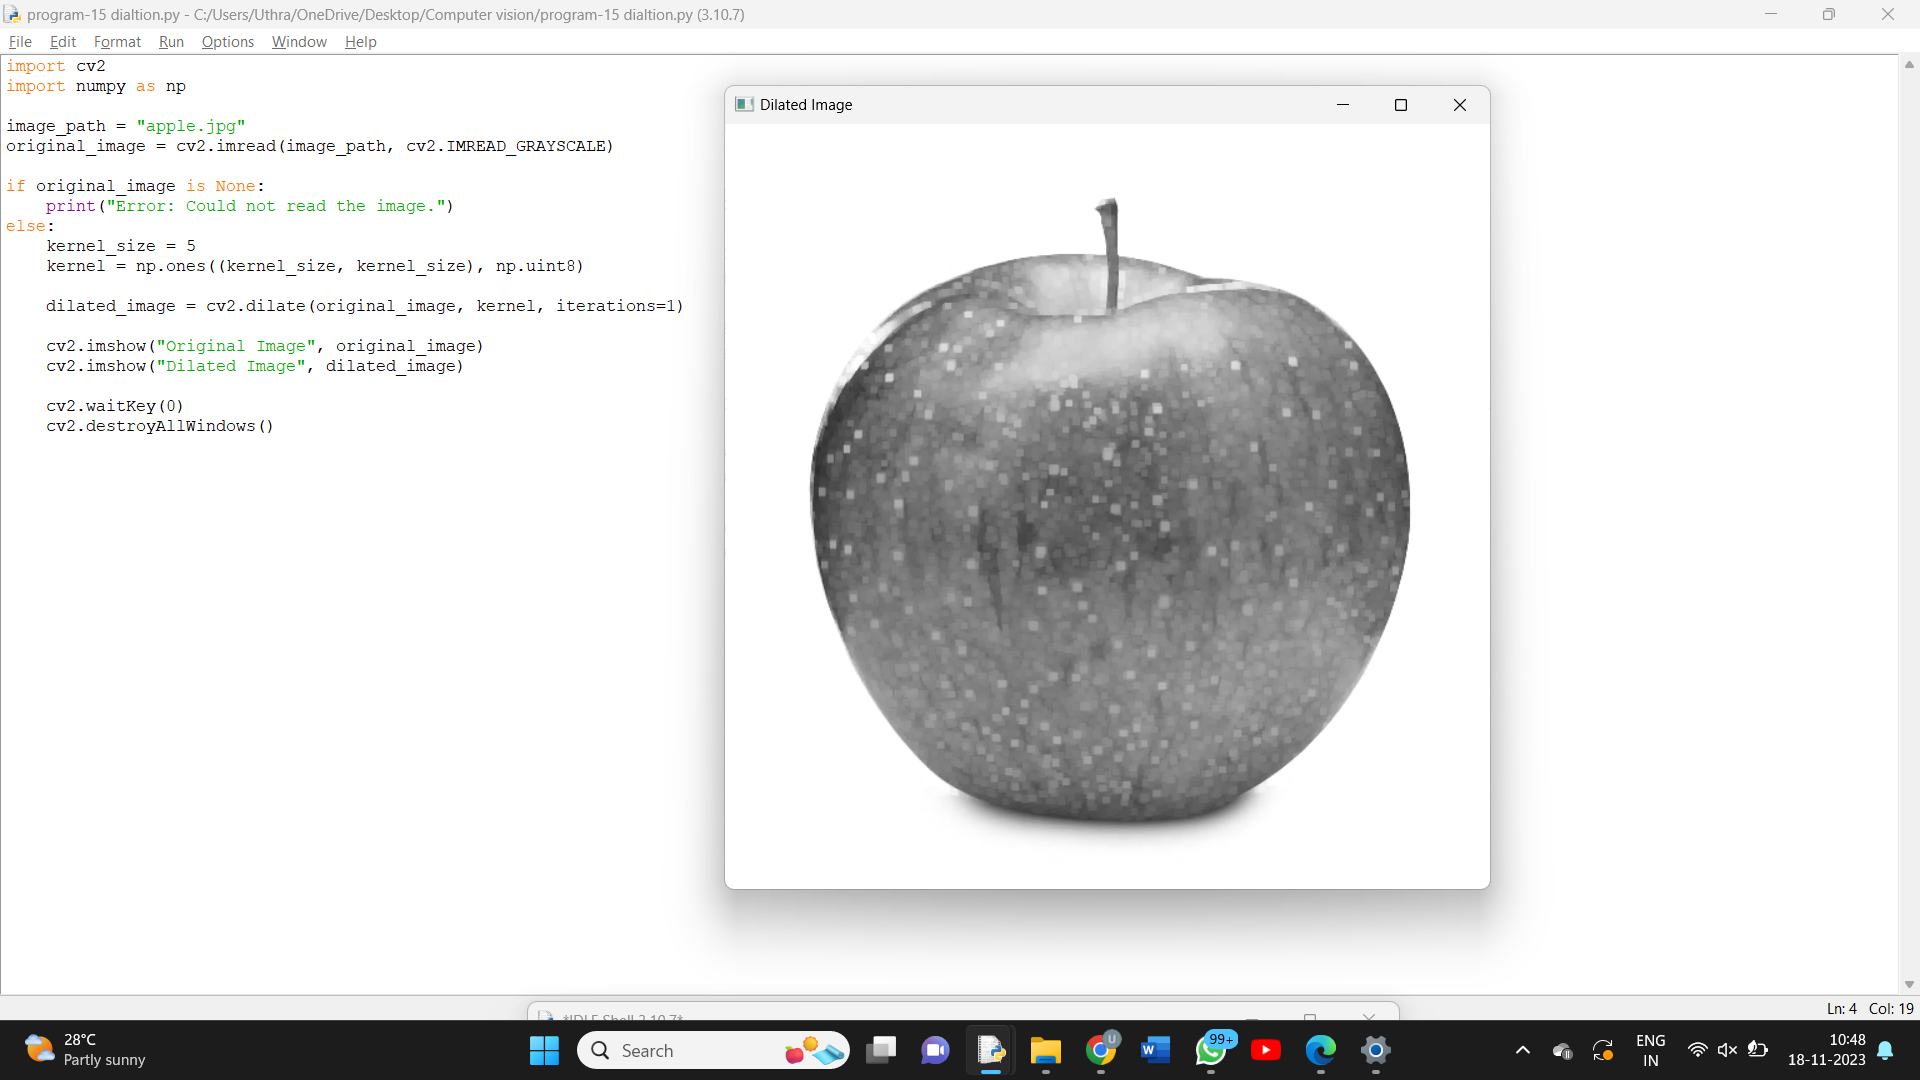 program-15 dialtion.py - C:/Users/Uthra/OneDrive/Desktop/Computer vision/program-15 dialtion.py (3.10.7)
File Edit Format Run Options Window Help
import cv2
import numpy as np
image_path = "apple.jpg"
original_image = cv2.imread(image_path, cv2.IMREAD_GRAYSCALE)
if original_image is None:
    print("Error: Could not read the image.")
else:
    kernel_size = 5
    kernel = np.ones((kernel_size, kernel_size), np.uint8)
    dilated_image = cv2.dilate(original_image, kernel, iterations=1)
    cv2.imshow("Original Image", original_image)
    cv2.imshow("Dilated Image", dilated_image)
    cv2.waitKey(0)
    cv2.destroyAllWindows()
Dilated Image
Ln: 4 Col: 19
*IDLE Shell 3.10.7*
28°C
Partly sunny
Search
U
W
99+
ENG
IN
10:48
18-11-2023